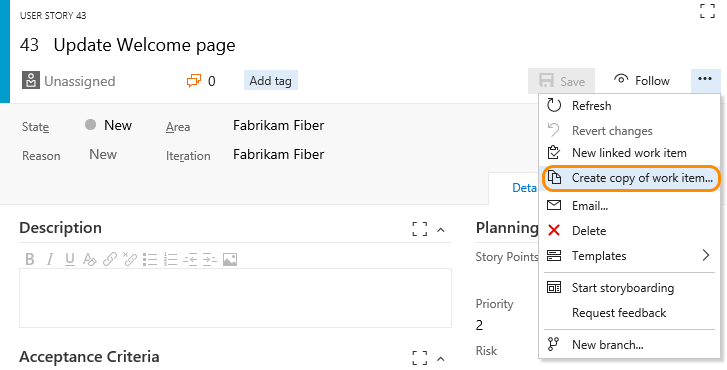 USER STORY 43
43 Update Welcome page
Unassigned 0 Add tag Save Follow ...
State New Area Fabrikam Fiber
Reason New Iteration Fabrikam Fiber
Refresh
Revert changes
New linked work item
Create copy of work item...
Email...
Delete
Templates
Start storyboarding
Request feedback
New branch...
Deta
Description
B I U A
Acceptance Criteria
Planning
Story Points
Priority
2
Risk